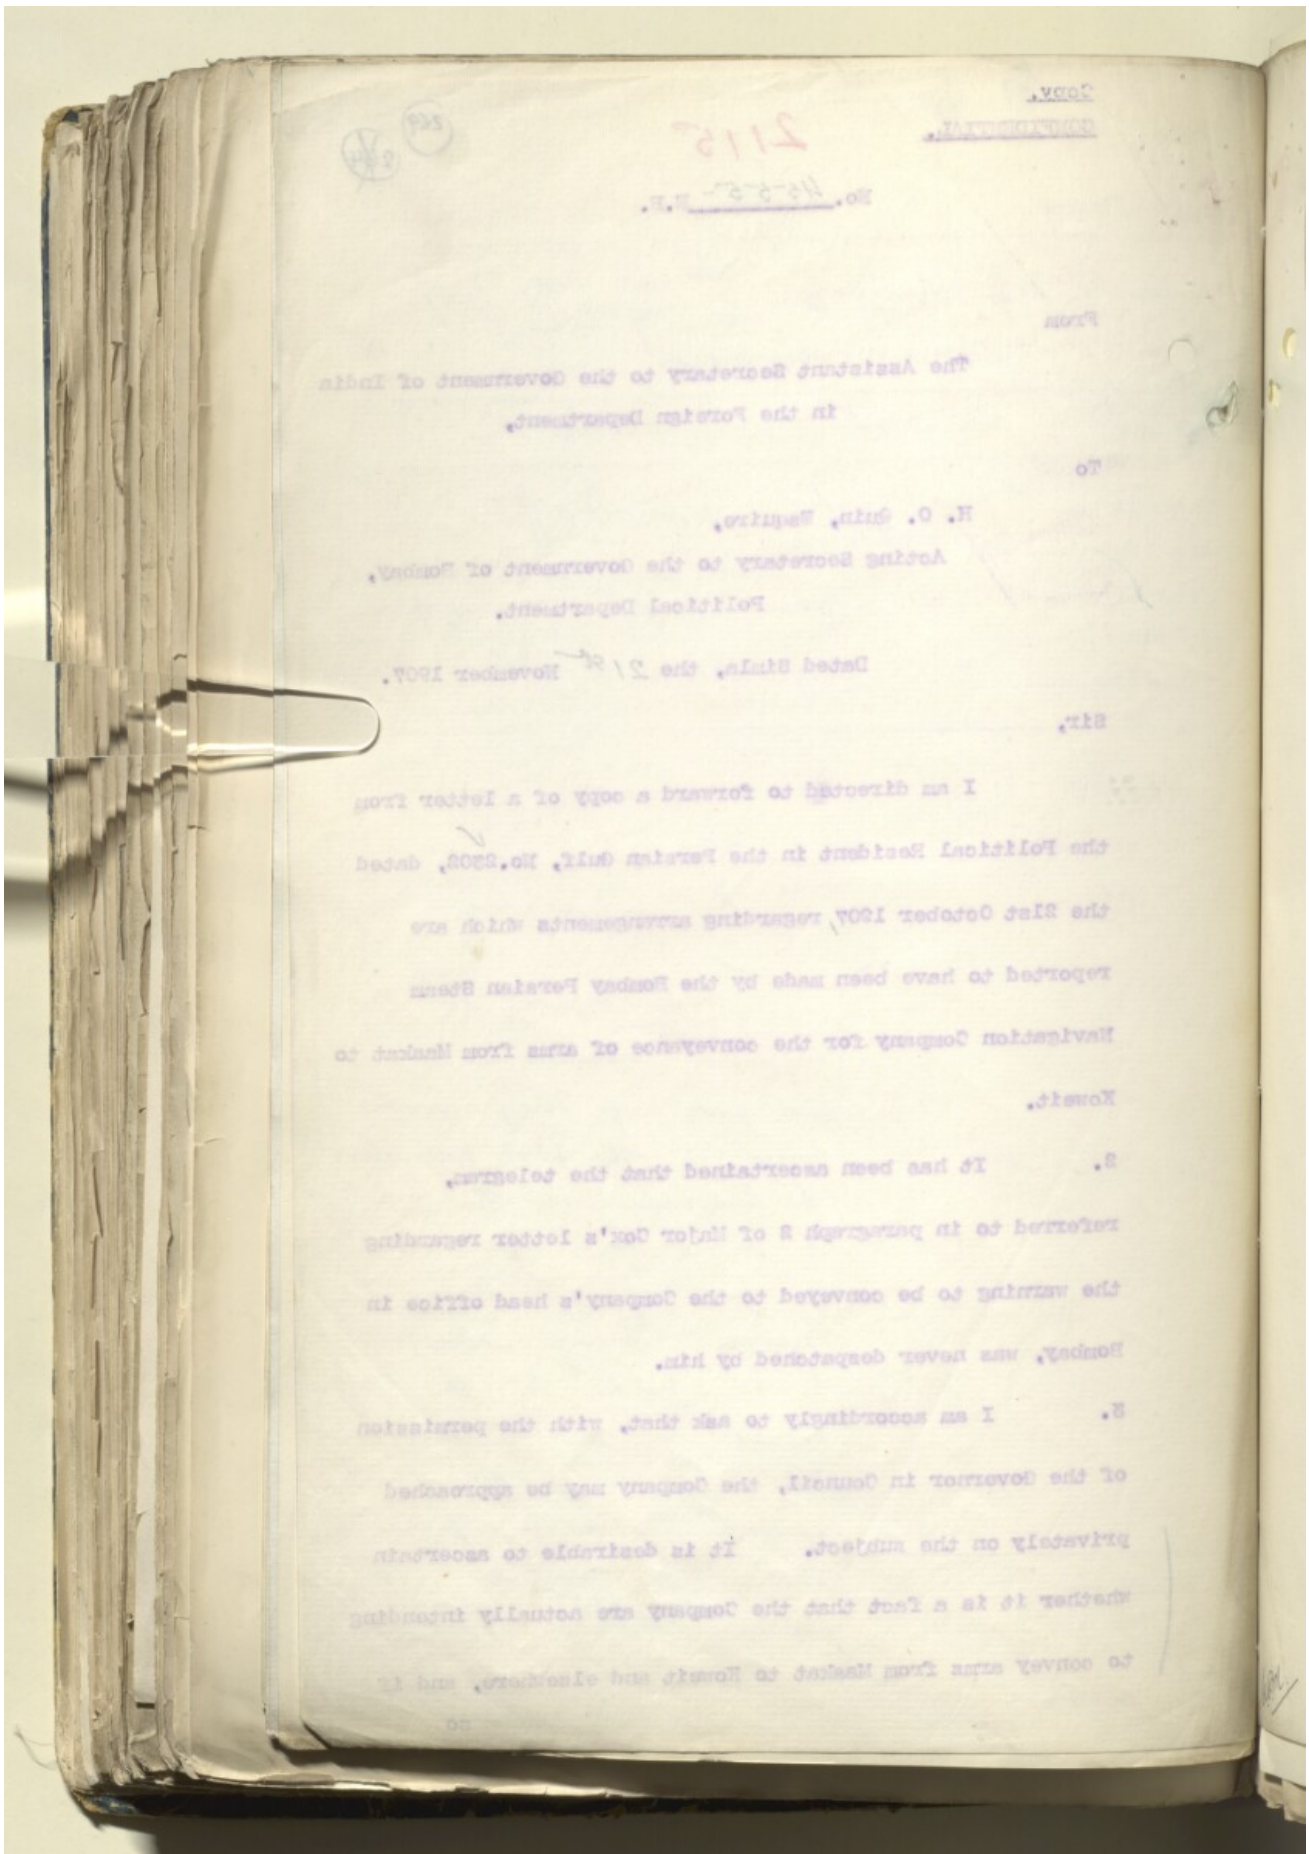 Copy.
CONFIDENTIAL.
2115
269
No. 4555- E.B.
From
The Assistant Secretary to the Government of India
in the Foreign Department,
To
H. O. Quin, Esquire,
Acting Secretary to the Government of Bombay,
Political Department.
Dated Simla, the 21st November 1907.
Sir,
I am directed to forward a copy of a letter from
the Political Resident in the Persian Gulf, No. 2302, dated
the 21st October 1907, regarding arrangements which are
reported to have been made by the Bombay Persian Steam
Navigation Company for the conveyance of arms from Maskat to
Koweit.
2. It has been ascertained that the telegram,
referred to in paragraph 2 of Major Cox's letter regarding
the warning to be conveyed to the Company's head office in
Bombay, was never despatched by him.
3. I am accordingly to ask that, with the permission
of the Governor in Council, the Company may be approached
privately on the subject. It is desirable to ascertain
whether it is a fact that the Company are actually intending
to convey arms from Maskat to Koweit and elsewhere, and if
so